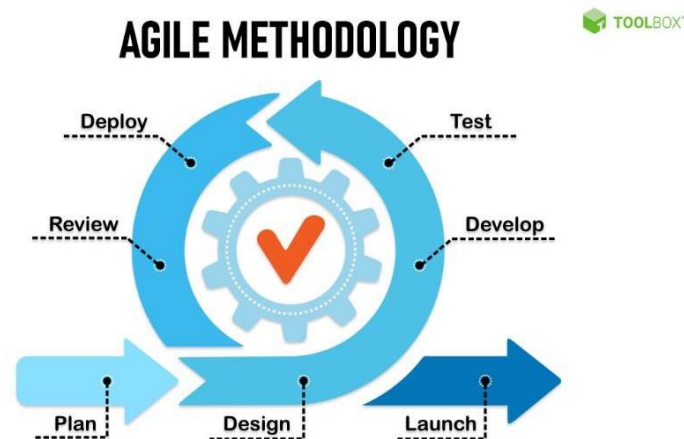 AGILE METHODOLOGY
TOOLBOX
Deploy
Test
Review
Develop
Plan
Design
Launch